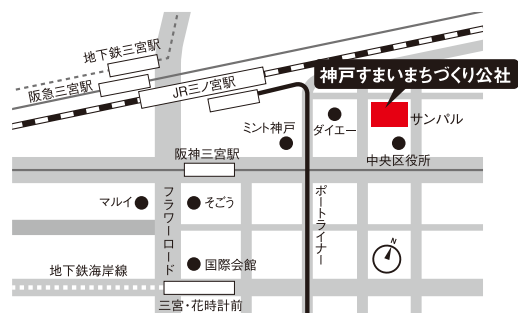 地下鉄三宮駅
阪急三宮駅
JR三ノ宮駅
神戸すまいまちづくり公社
サンパル
ダイエー
ミント神戸
中央区役所
阪神三宮駅
マルイ
そごう
フラワーロード
ポートライナー
国際会館
N
地下鉄海岸線
三宮・花時計前